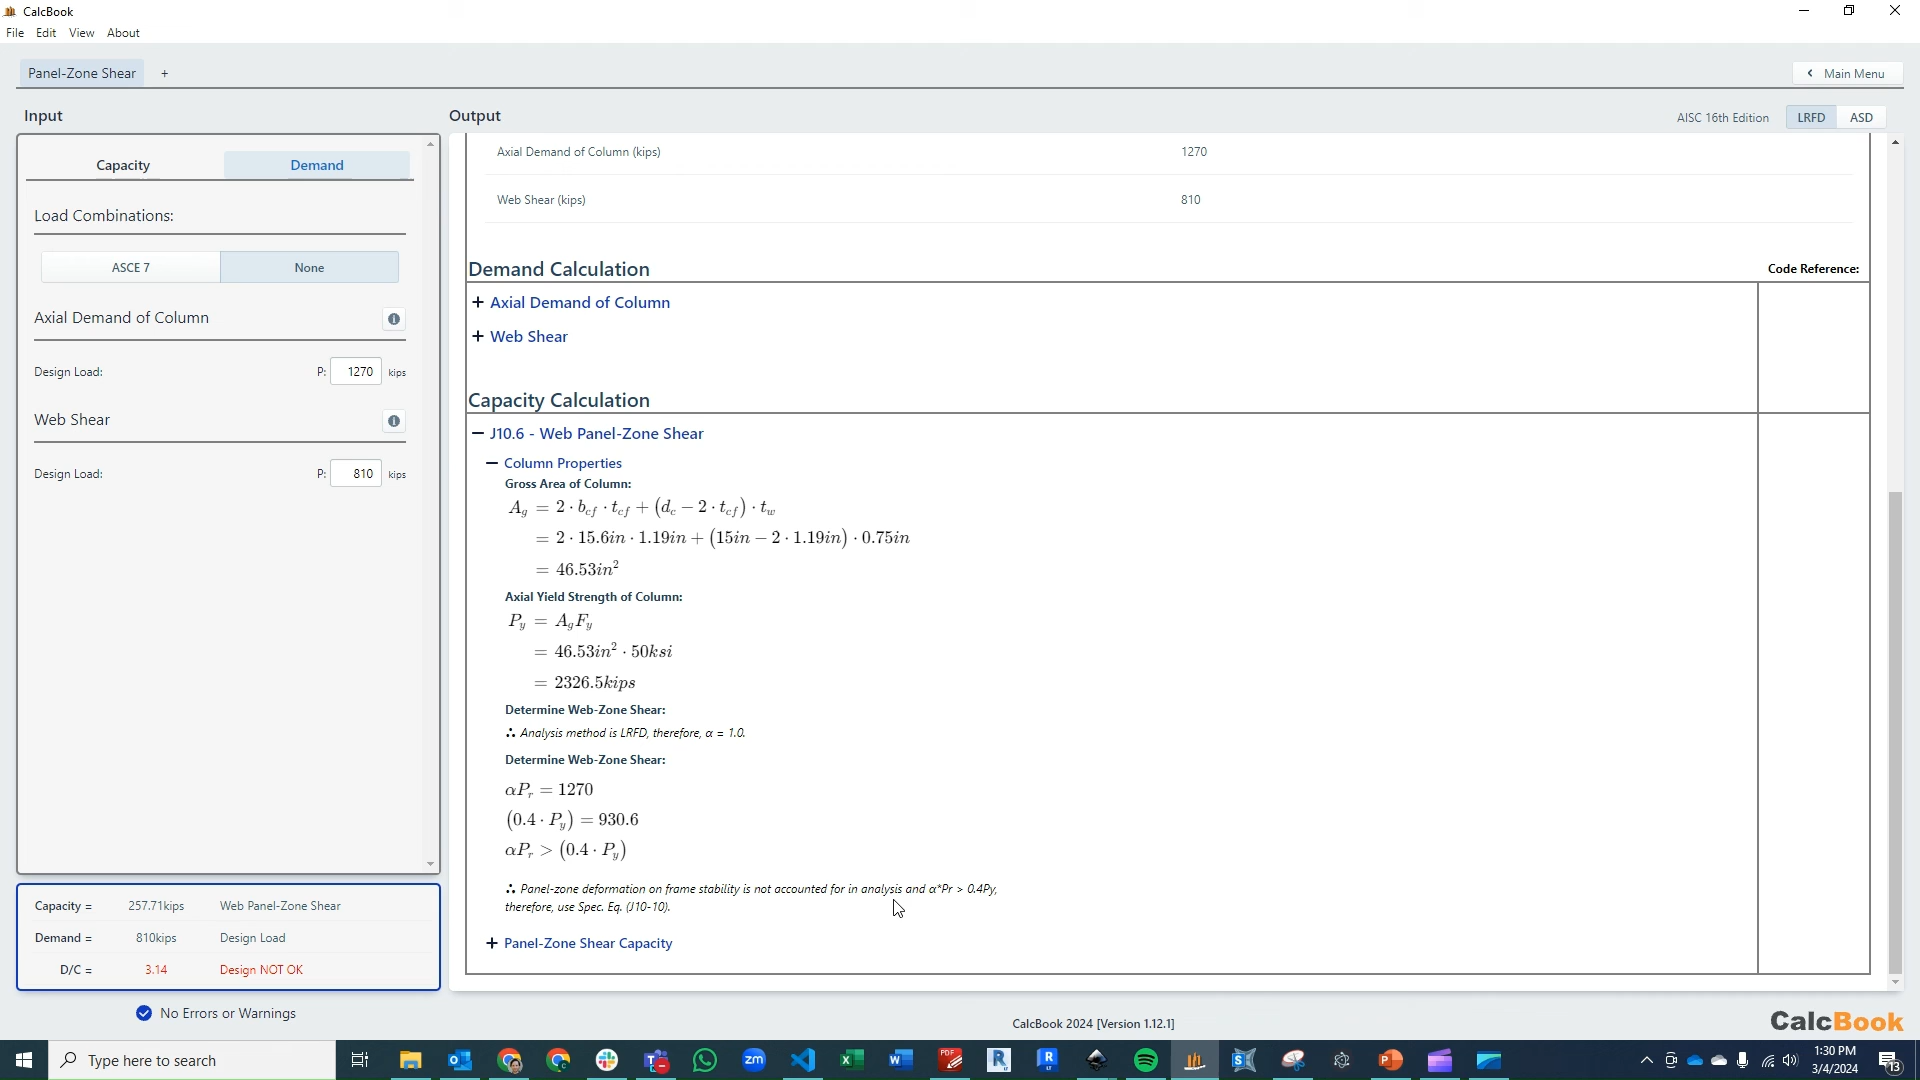 CalcBook
File Edit View About
Panel-Zone Shear +
Main Menu
Input
Output
AISC 16th Edition LRFD ASD
Capacity Demand
Load Combinations:
ASCE 7 None
Axial Demand of Column
Design Load: P: 1270 kips
Web Shear
Design Load: P: 810 kips
Axial Demand of Column (kips) 1270
Web Shear (kips) 810
Demand Calculation Code Reference:
+ Axial Demand of Column
+ Web Shear
Capacity Calculation
− J10.6 - Web Panel-Zone Shear
− Column Properties
Gross Area of Column:
A_g = 2 · b_cf · t_cf + (d_c − 2 · t_cf) · t_w
= 2 · 15.6in · 1.19in + (15in − 2 · 1.19in) · 0.75in
= 46.53in²
Axial Yield Strength of Column:
P_y = A_gF_y
= 46.53in² · 50ksi
= 2326.5kips
Determine Web-Zone Shear:
∴ Analysis method is LRFD, therefore, α = 1.0.
Determine Web-Zone Shear:
αP_r = 1270
(0.4 · P_y) = 930.6
αP_r > (0.4 · P_y)
∴ Panel-zone deformation on frame stability is not accounted for in analysis and α*Pr > 0.4Py,
therefore, use Spec. Eq. (J10-10).
+ Panel-Zone Shear Capacity
Capacity = 257.71kips Web Panel-Zone Shear
Demand = 810kips Design Load
D/C = 3.14 Design NOT OK
No Errors or Warnings
CalcBook 2024 [Version 1.12.1]
CalcBook
Type here to search
1:30 PM
3/4/2024
13